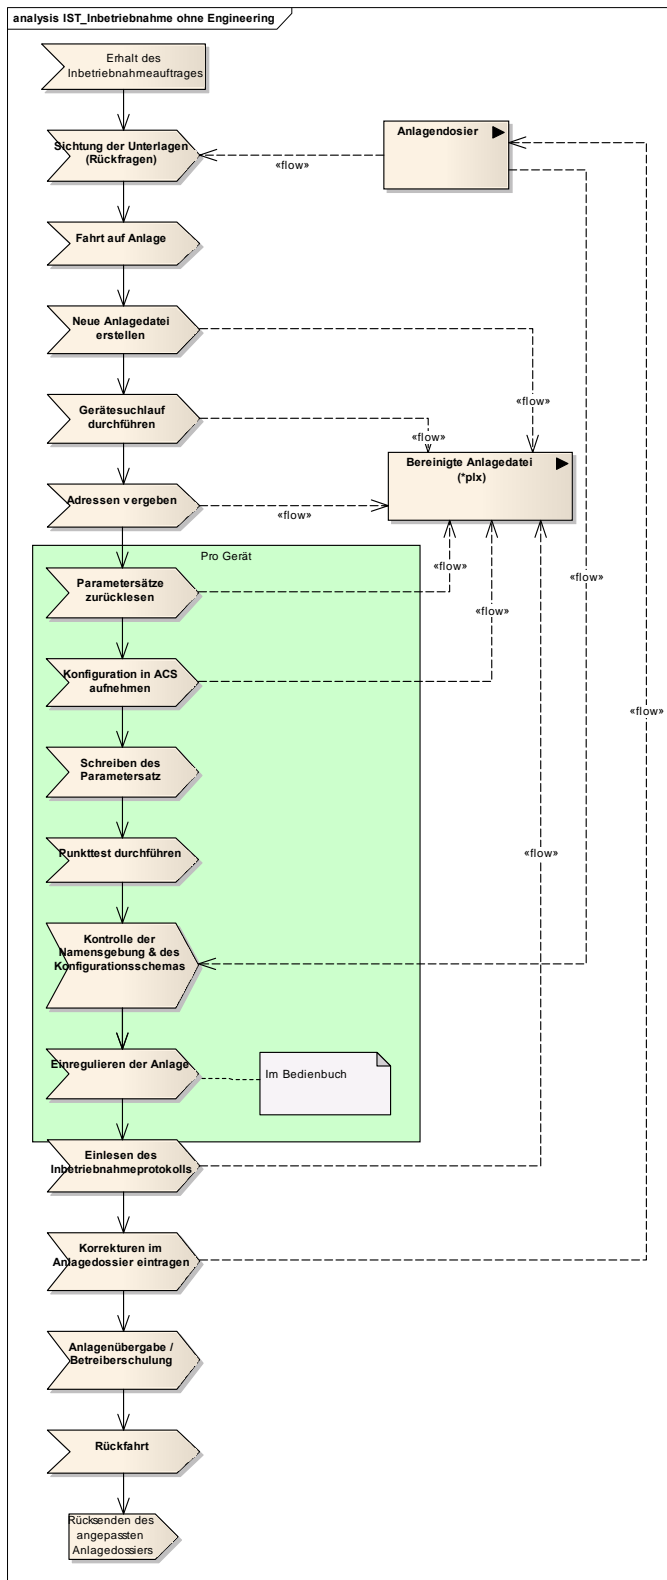 analysis IST_Inbetriebnahme ohne Engineering
Erhalt des
Inbetriebnahmeauftrages
Sichtung der Unterlagen
(Rückfragen)
Anlagendosier
«flow»
Fahrt auf Anlage
Neue Anlagedatei
erstellen
«flow»
Gerätesuchlauf
durchführen
«flow»
Bereinigte Anlagedatei
(*plx)
Adressen vergeben
«flow»
Pro Gerät
«flow»
«flow»
Parametersätze
zurücklesen
«flow»
Konfiguration in ACS
aufnehmen
«flow»
Schreiben des
Parametersatz
Punkttest durchführen
«flow»
Kontrolle der
Namensgebung & des
Konfigurationsschemas
Einregulieren der Anlage
Im Bedienbuch
Einlesen des
Inbetriebnahmeprotokolls
Korrekturen im
Anlagedossier eintragen
Anlagenübergabe /
Betreiberschulung
Rückfahrt
Rücksenden des
angepassten
Anlagedossiers